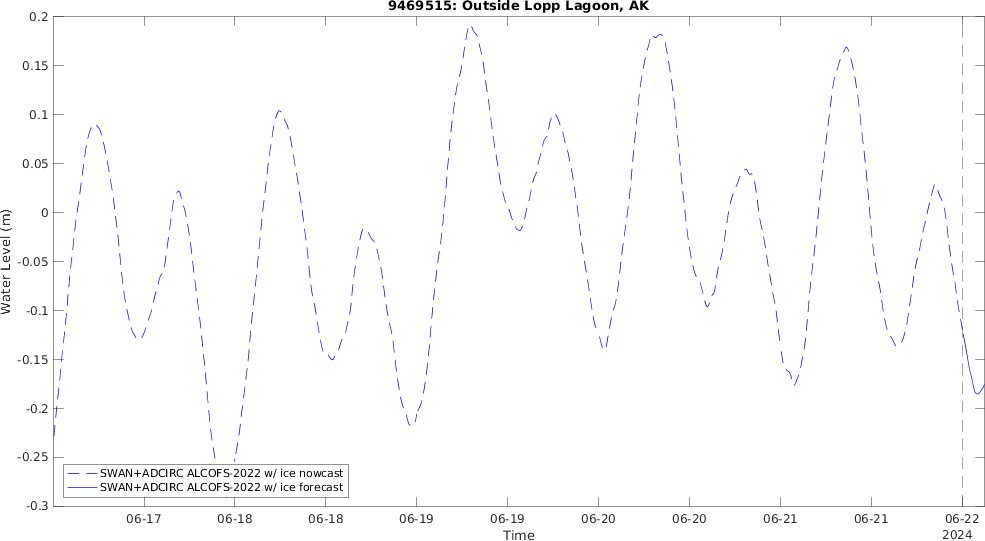 9469515: Outside Lopp Lagoon, AK
0.2
0.15
0.1
0.05
0
-0.05
-0.1
-0.15
-0.2
-0.25
-0.3
Water Level (m)
SWAN+ADCIRC ALCOFS-2022 w/ ice nowcast
SWAN+ADCIRC ALCOFS-2022 w/ ice forecast
06-17 06-18 06-18 06-19 06-19 06-20 06-20 06-21 06-21 06-22
2024
Time